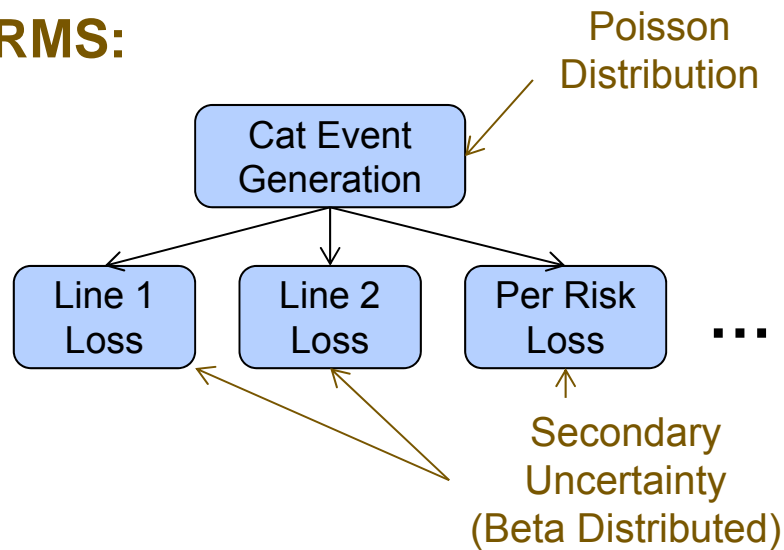 RMS:
Poisson
Distribution
Cat Event
Generation
Line 1
Loss
Line 2
Loss
Per Risk
Loss
...
Secondary
Uncertainty
(Beta Distributed)